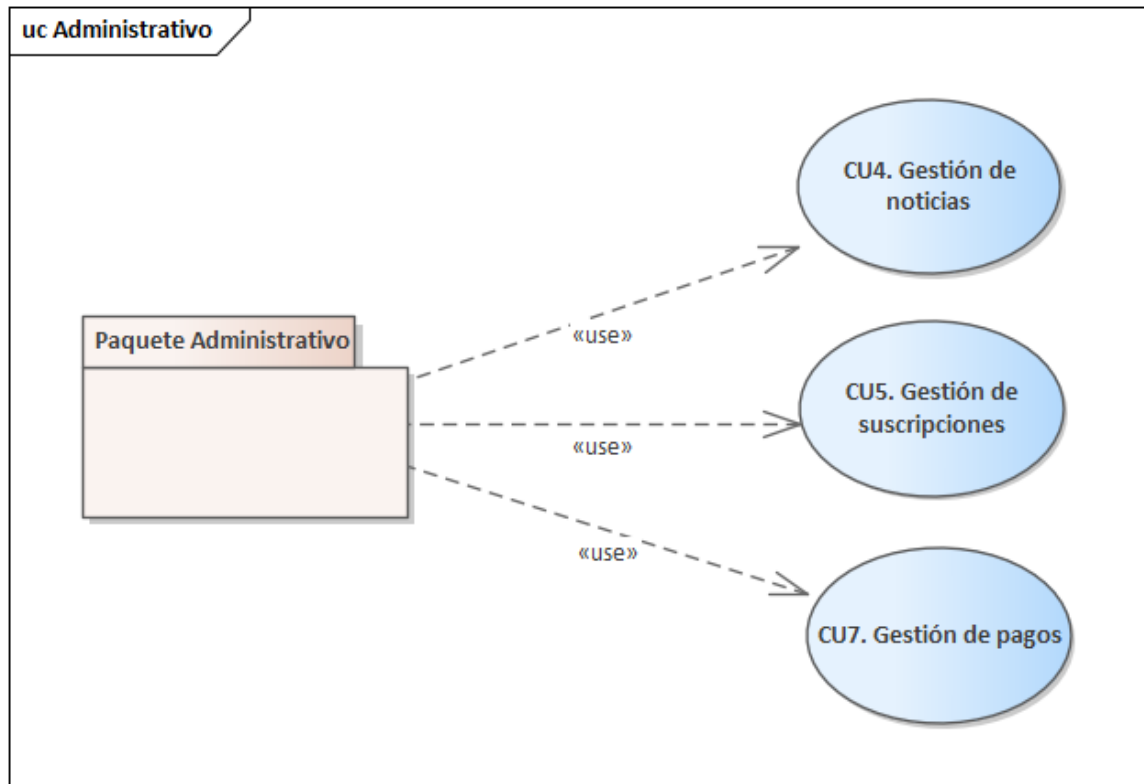 uc Administrativo
CU4. Gestión de
noticias
«use»
Paquete Administrativo
CU5. Gestión de
suscripciones
«use»
«use»
CU7. Gestión de pagos